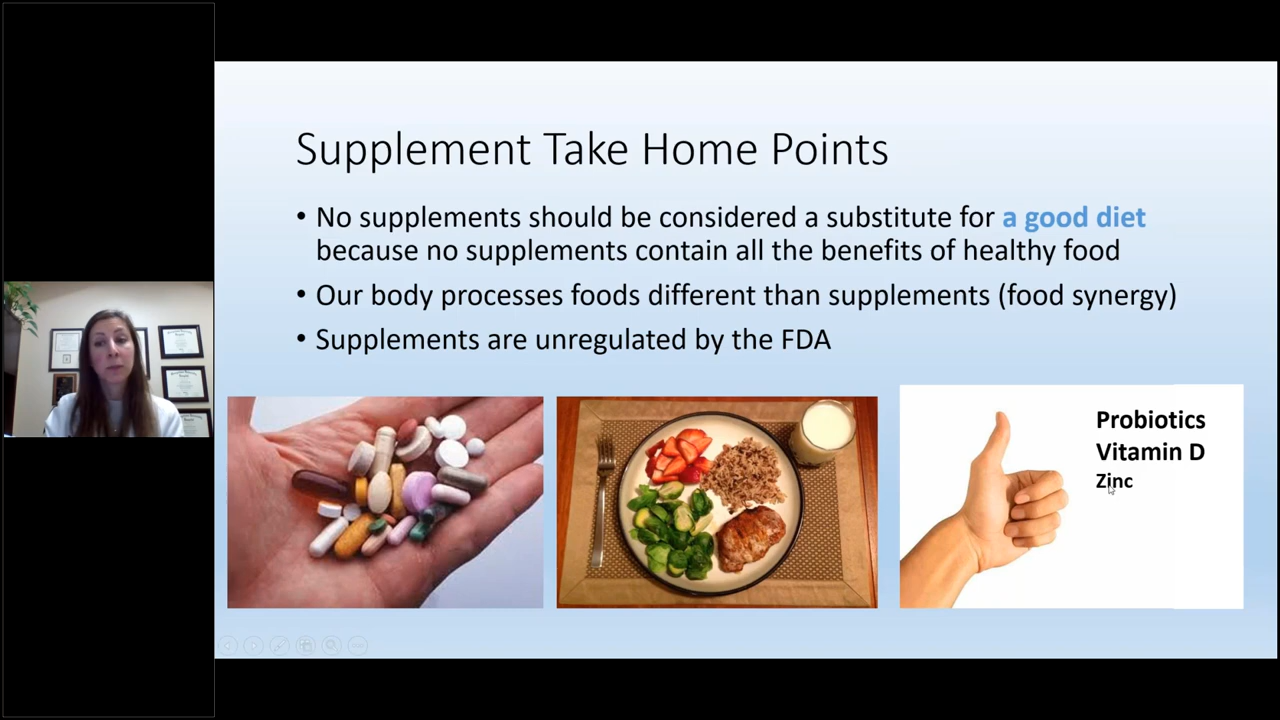 Supplement Take Home Points
• No supplements should be considered a substitute for a good diet
because no supplements contain all the benefits of healthy food
• Our body processes foods different than supplements (food synergy)
• Supplements are unregulated by the FDA
Probiotics
Vitamin D
Zinc